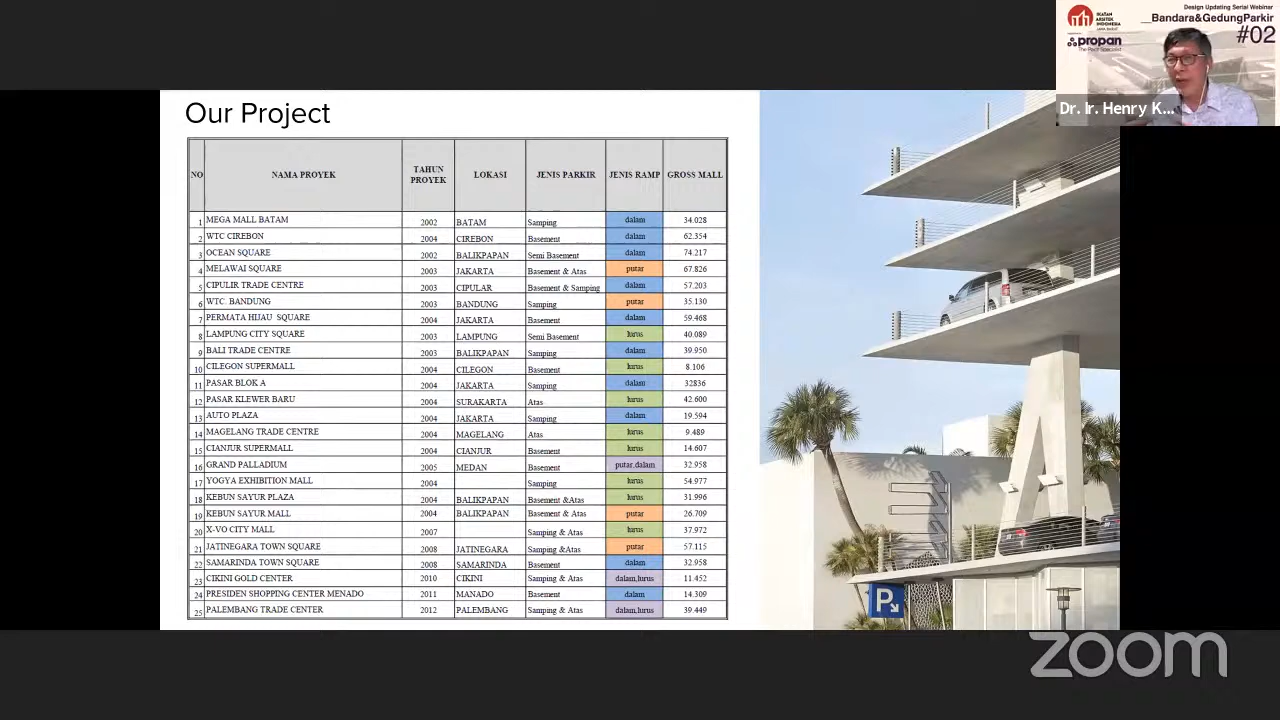 Design Updating Serial Webinar
Bandara&GedungParkir
#02
IKATAN
ARSITEK
INDONESIA
JAWA BARAT
propan
The Paint Specialist
Dr. Ir. Henry K...
Our Project
NO NAMA PROYEK TAHUN PROYEK LOKASI JENIS PARKIR JENIS RAMP GROSS MALL
1 MEGA MALL BATAM 2002 BATAM Samping dalam 34.028
2 WTC CIREBON 2004 CIREBON Basement dalam 62.354
3 OCEAN SQUARE 2002 BALIKPAPAN Semi Basement dalam 74.217
4 MELAWAI SQUARE 2003 JAKARTA Basement & Atas putar 67.826
5 CIPULIR TRADE CENTRE 2003 CIPULAR Basement & Samping dalam 57.203
6 WTC. BANDUNG 2003 BANDUNG Samping putar 35.130
7 PERMATA HIJAU SQUARE 2004 JAKARTA Basement dalam 59.468
8 LAMPUNG CITY SQUARE 2003 LAMPUNG Semi Basement lurus 40.089
9 BALI TRADE CENTRE 2003 BALIKPAPAN Samping dalam 39.950
10 CILEGON SUPERMALL 2004 CILEGON Basement lurus 8.106
11 PASAR BLOK A 2004 JAKARTA Samping dalam 32836
12 PASAR KLEWER BARU 2004 SURAKARTA Atas lurus 42.600
13 AUTO PLAZA 2004 JAKARTA Samping dalam 19.594
14 MAGELANG TRADE CENTRE 2004 MAGELANG Atas lurus 9.489
15 CIANJUR SUPERMALL 2004 CIANJUR Basement lurus 14.607
16 GRAND PALLADIUM 2005 MEDAN Basement putar,dalam 32.958
17 YOGYA EXHIBITION MALL 2004 Samping lurus 54.977
18 KEBUN SAYUR PLAZA 2004 BALIKPAPAN Basement &Atas lurus 31.996
19 KEBUN SAYUR MALL 2004 BALIKPAPAN Basement & Atas putar 26.709
20 X-VO CITY MALL 2007 Samping & Atas lurus 37.972
21 JATINEGARA TOWN SQUARE 2008 JATINEGARA Samping &Atas putar 57.115
22 SAMARINDA TOWN SQUARE 2008 SAMARINDA Basement dalam 32.958
23 CIKINI GOLD CENTER 2010 CIKINI Samping & Atas dalam,lurus 11.452
24 PRESIDEN SHOPPING CENTER MENADO 2011 MANADO Basement dalam 14.309
25 PALEMBANG TRADE CENTER 2012 PALEMBANG Samping & Atas dalam,lurus 39.449
P
zoom